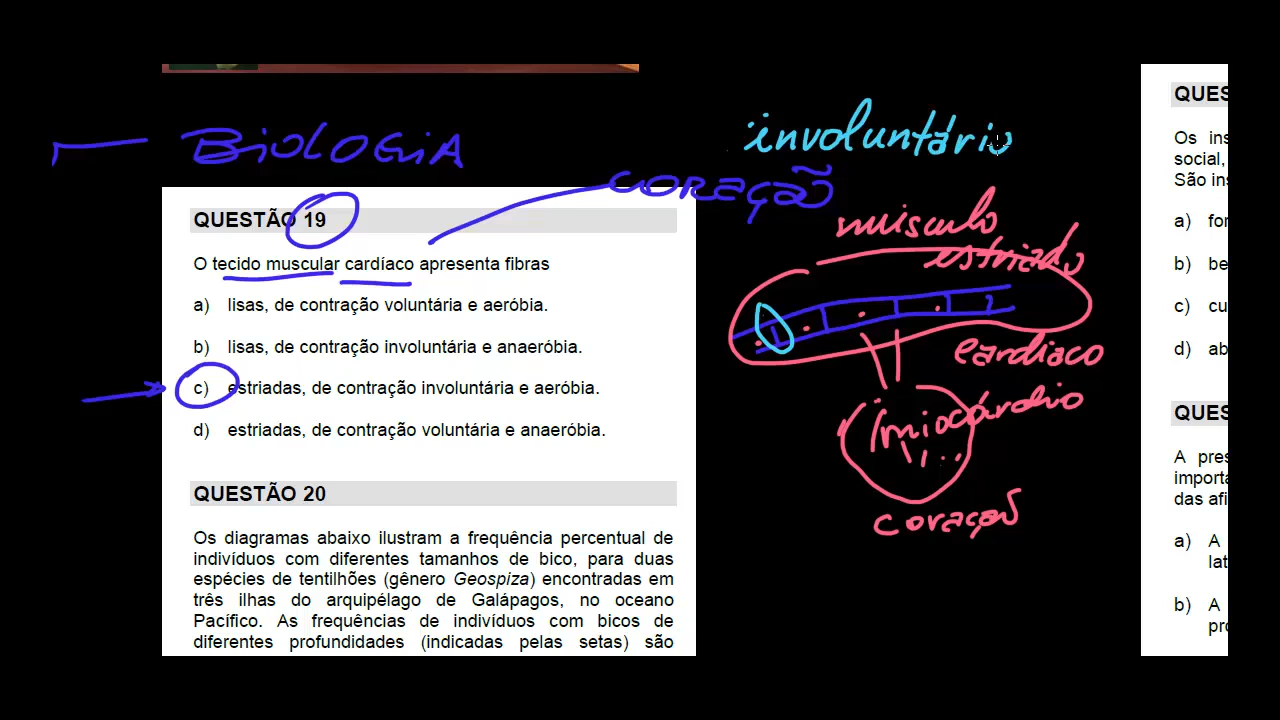 BiOLOGiA
involuntário
coração
QUESTÃO 19
músculo
estriado
O tecido muscular cardíaco apresenta fibras
a) lisas, de contração voluntária e aeróbia.
b) lisas, de contração involuntária e anaeróbia.
cardíaco
c) estriadas, de contração involuntária e aeróbia.
miocárdio
d) estriadas, de contração voluntária e anaeróbia.
coração
QUESTÃO 20
Os diagramas abaixo ilustram a frequência percentual de
indivíduos com diferentes tamanhos de bico, para duas
espécies de tentilhões (gênero Geospiza) encontradas em
três ilhas do arquipélago de Galápagos, no oceano
Pacífico. As frequências de indivíduos com bicos de
diferentes profundidades (indicadas pelas setas) são
QUES
Os ins
social,
São ins
a) for
b) be
c) cu
d) ab
QUES
A pres
importa
das afi
a) A
lat
b) A
pro